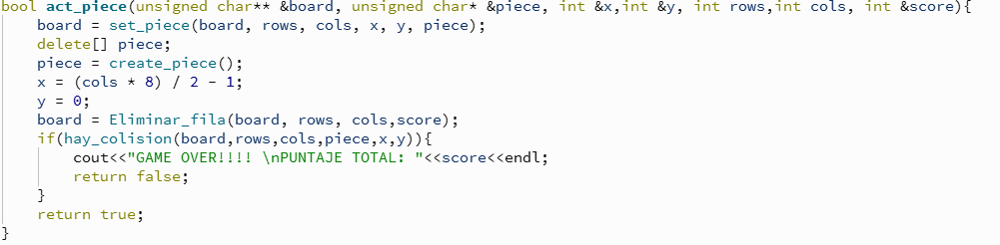 bool act_piece(unsigned char** &board, unsigned char* &piece, int &x,int &y, int rows,int cols, int &score){
    board = set_piece(board, rows, cols, x, y, piece);
    delete[] piece;
    piece = create_piece();
    x = (cols * 8) / 2 - 1;
    y = 0;
    board = Eliminar_fila(board, rows, cols,score);
    if(hay_colision(board,rows,cols,piece,x,y)){
        cout<<"GAME OVER!!!! \nPUNTAJE TOTAL: "<<score<<endl;
        return false;
    }
    return true;
}